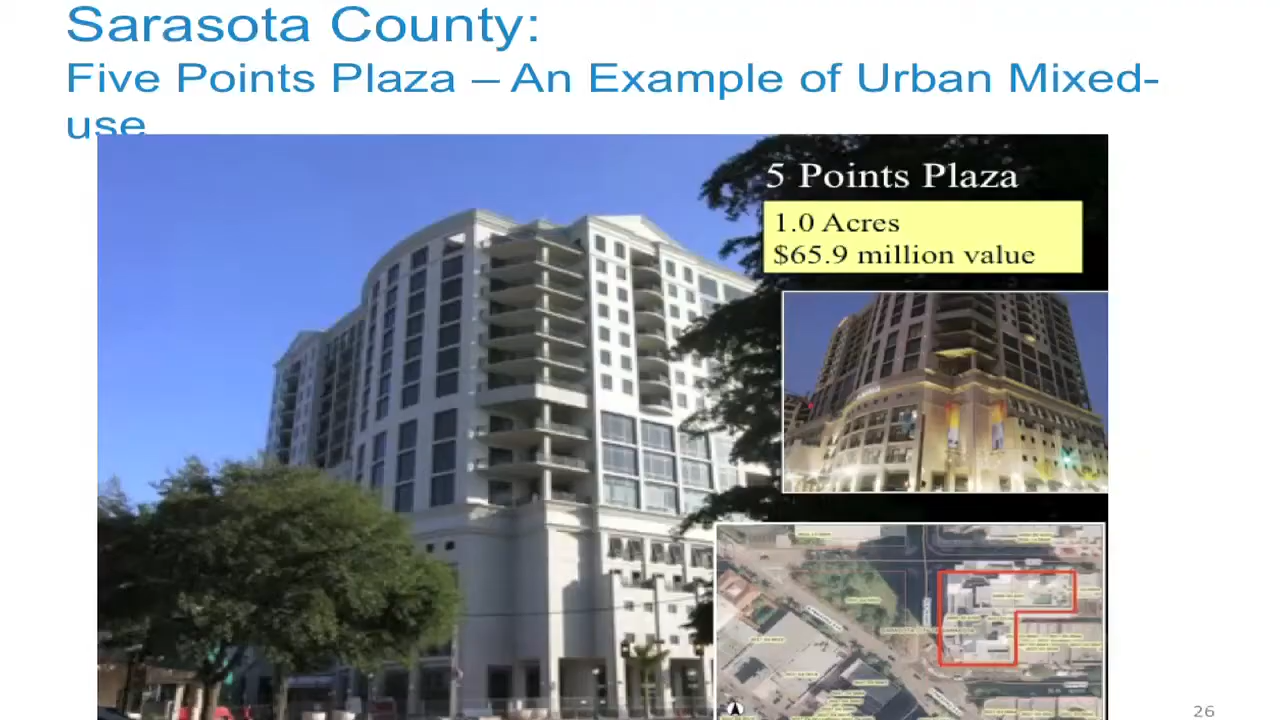 Sarasota County:
Five Points Plaza – An Example of Urban Mixed-
use
5 Points Plaza
1.0 Acres
$65.9 million value
26